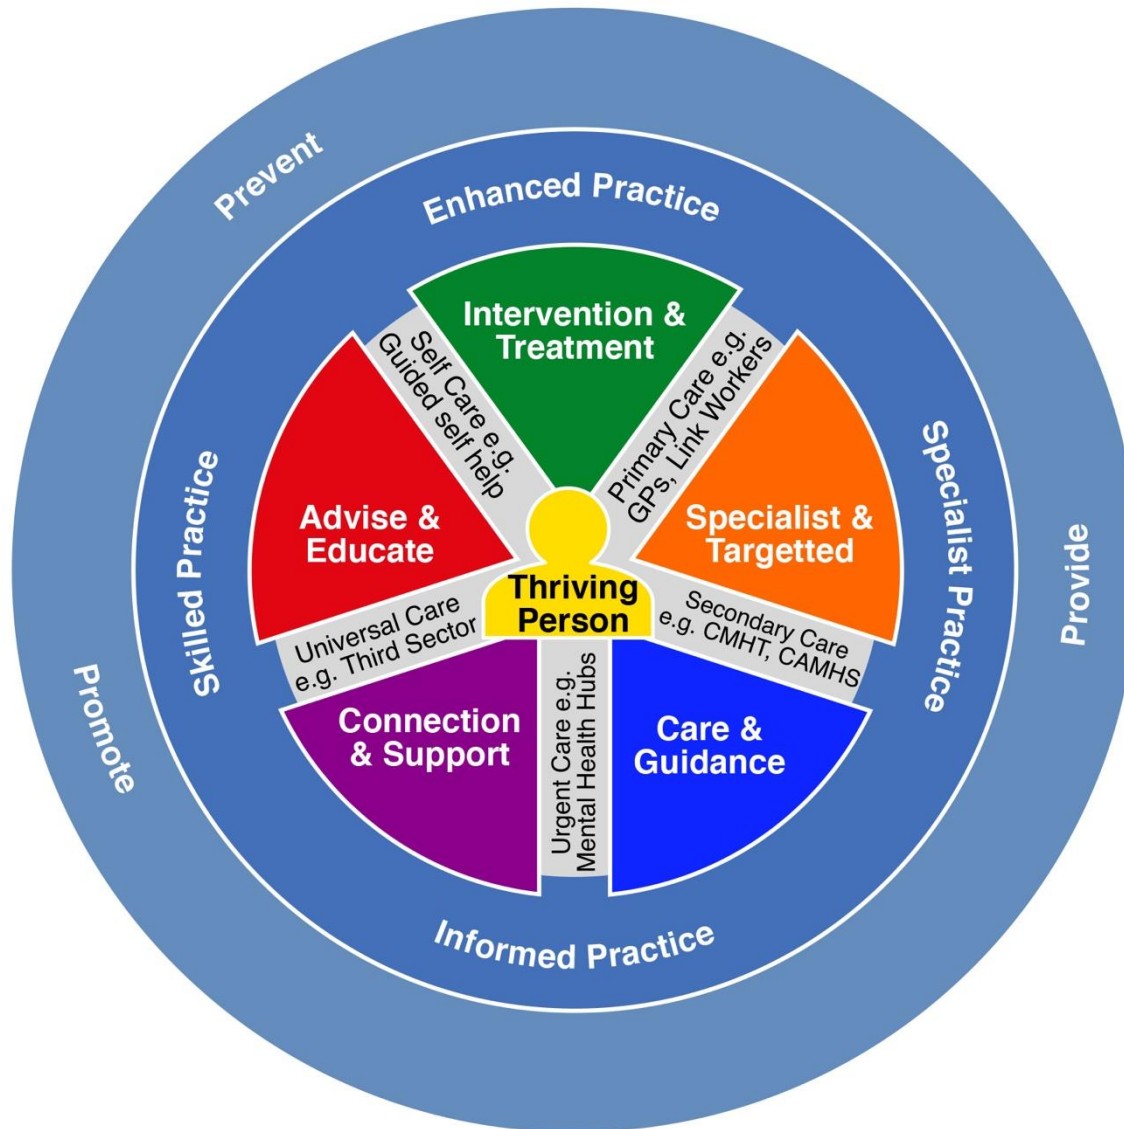 Prevent
Enhanced Practice
Intervention &
Treatment
Self Care e.g.
Guided self help
Primary Care e.g.
GPs, Link Workers
Advise &
Educate
Specialist &
Targetted
Skilled Practice
Specialist Practice
Provide
Promote
Thriving
Person
Universal Care
e.g. Third Sector
Secondary Care
e.g. CMHT, CAMHS
Connection
& Support
Urgent Care e.g.
Mental Health Hubs
Care &
Guidance
Informed Practice